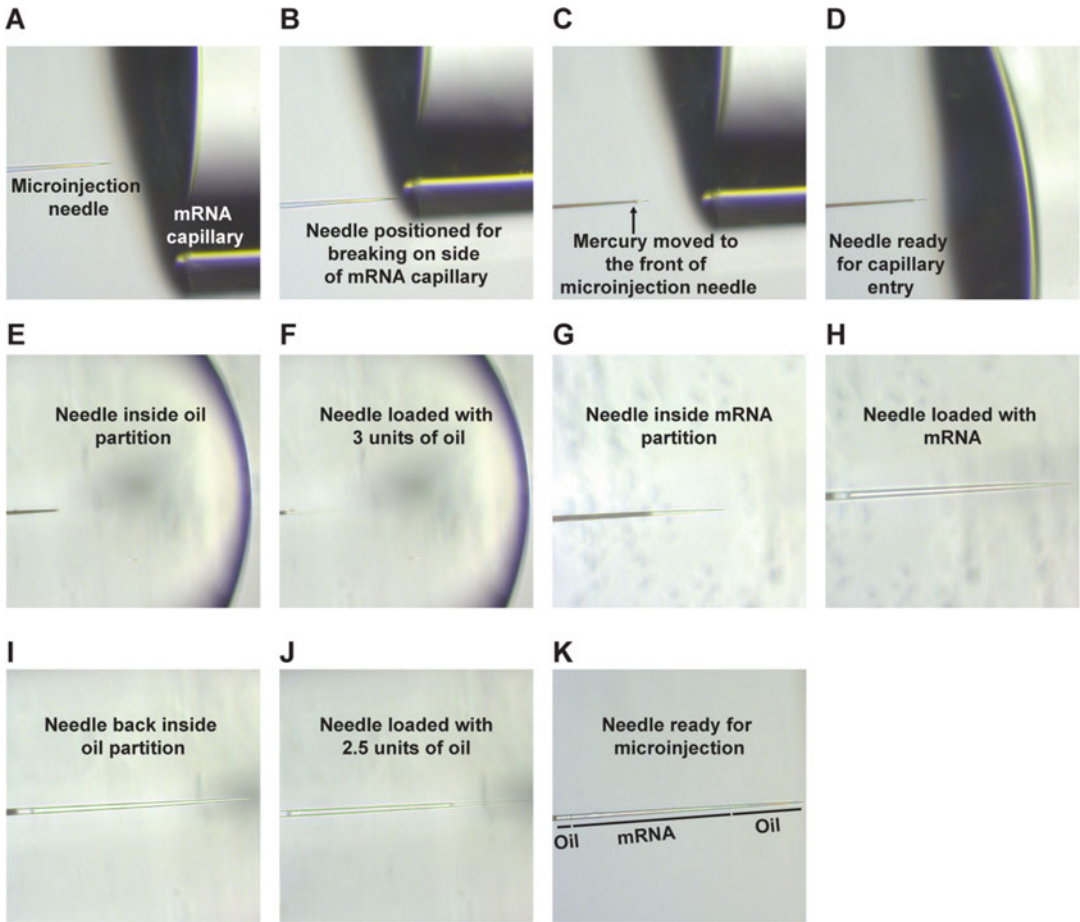 A
B
C
D
Microinjection
needle
mRNA
capillary
Needle positioned for
breaking on side
of mRNA capillary
Mercury moved to
the front of
microinjection needle
Needle ready
for capillary
entry
E
F
G
H
Needle inside oil
partition
Needle loaded with
3 units of oil
Needle inside mRNA
partition
Needle loaded with
mRNA
I
J
K
Needle back inside
oil partition
Needle loaded with
2.5 units of oil
Needle ready for
microinjection
Oil
mRNA
Oil